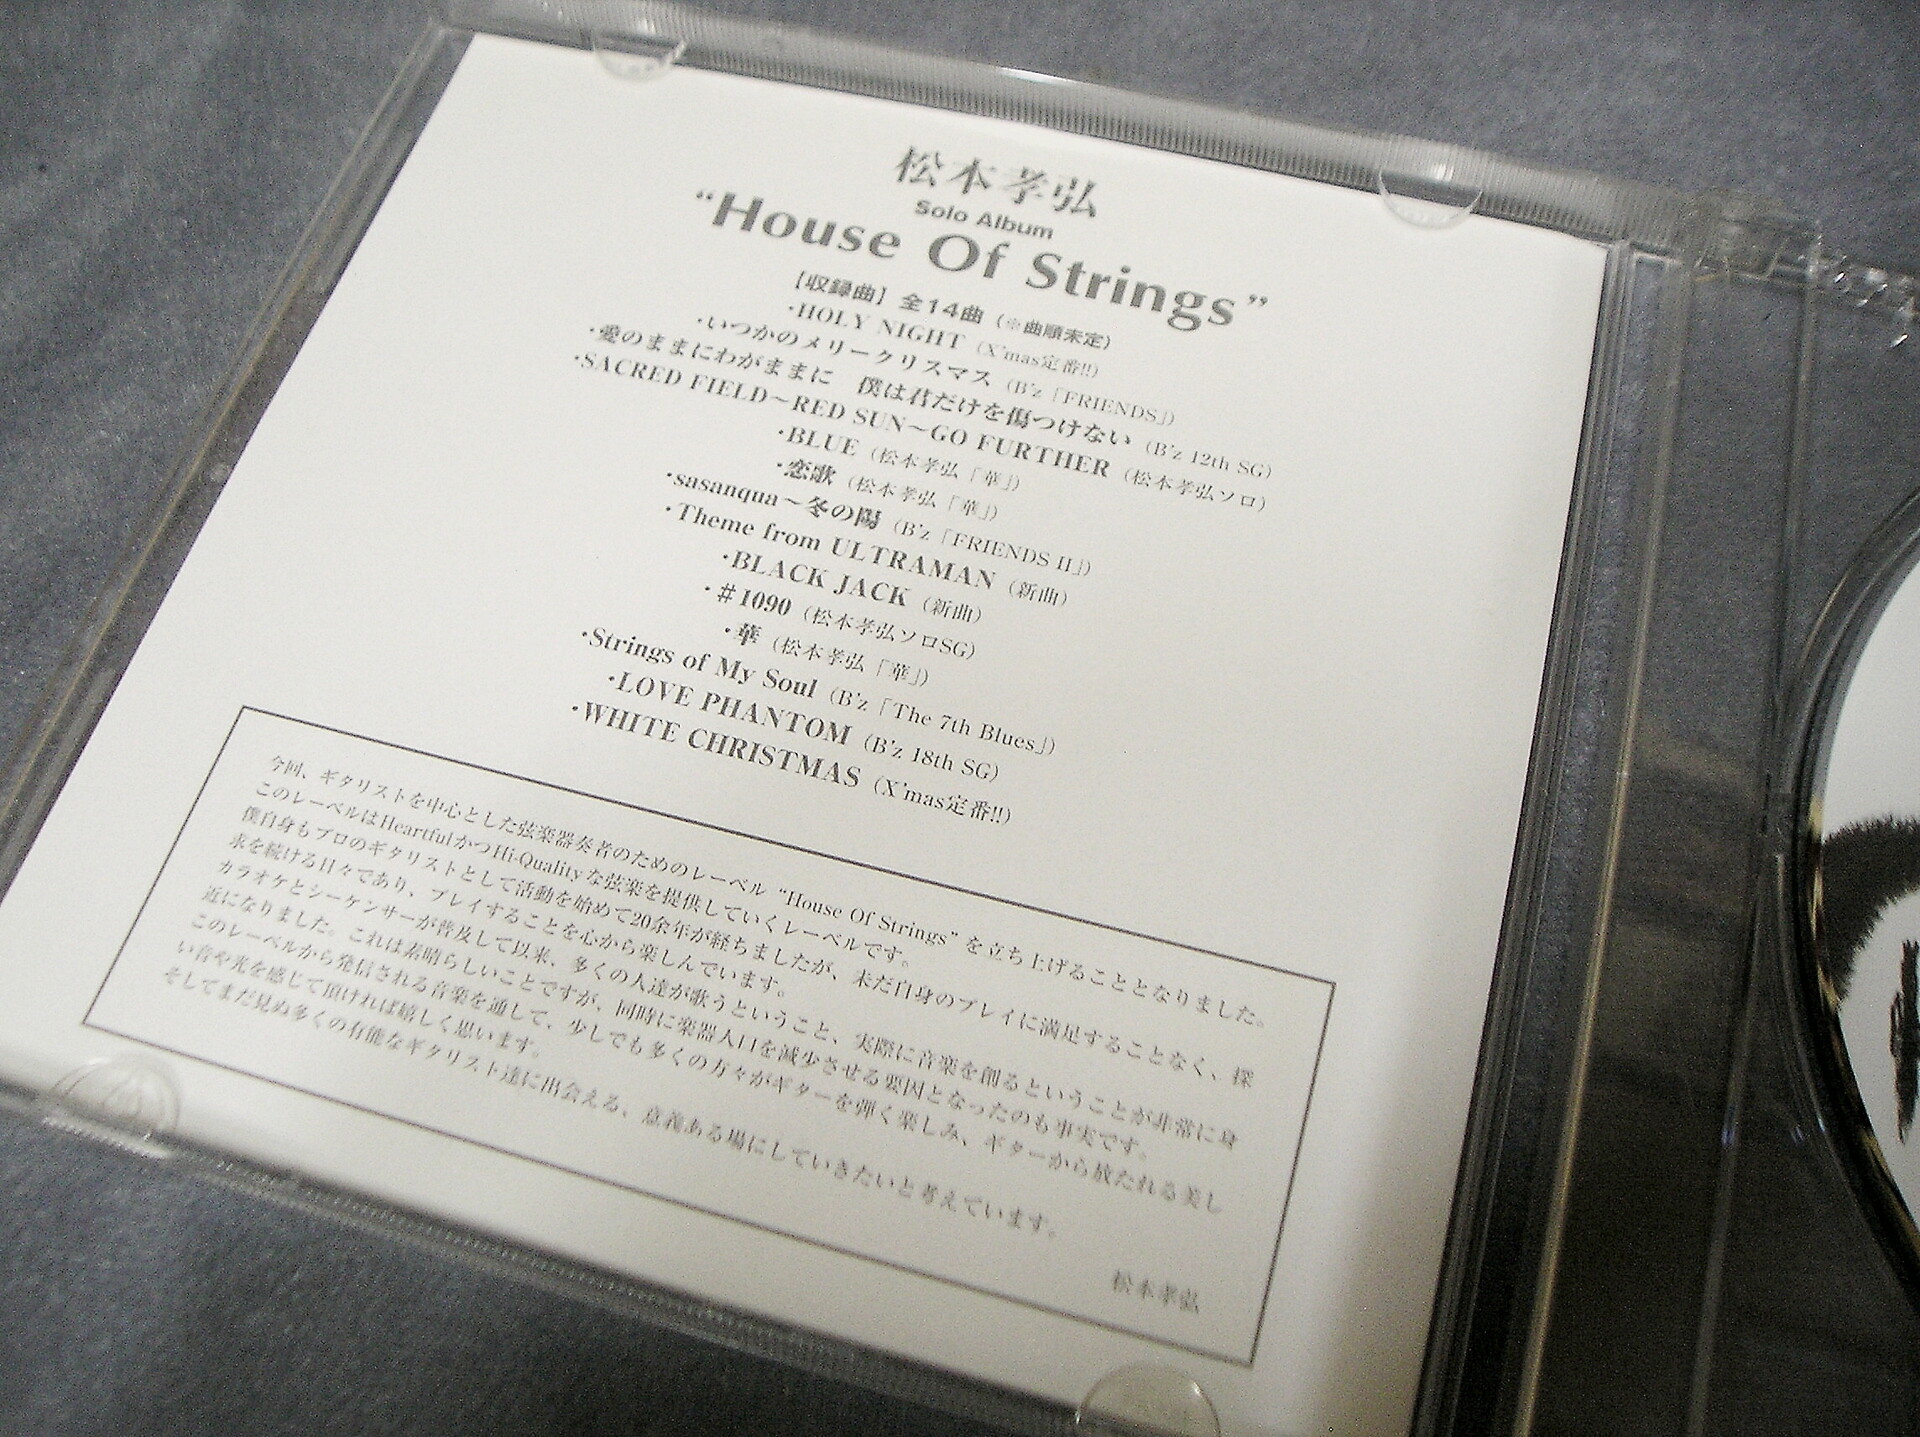 松本孝弘
Solo Album
“House Of Strings”
［収録曲］全14曲（※曲順未定）
・HOLY NIGHT（X'mas定番!!）
・いつかのメリークリスマス（B'z「FRIENDS」）
・愛のままにわがままに　僕は君だけを傷つけない（B'z 12th SG）
・SACRED FIELD～RED SUN～GO FURTHER（松本孝弘ソロ）
・BLUE（松本孝弘「華」）
・恋歌（松本孝弘「華」）
・sasanqua～冬の陽（B'z「FRIENDS II」）
・Theme from ULTRAMAN（新曲）
・BLACK JACK（新曲）
・＃1090（松本孝弘ソロSG）
・華（松本孝弘「華」）
・Strings of My Soul（B'z「The 7th Blues」）
・LOVE PHANTOM（B'z 18th SG）
・WHITE CHRISTMAS（X'mas定番!!）
今回、ギタリストを中心とした弦楽器奏者のためのレーベル“House Of Strings”を立ち上げることとなりました。
このレーベルはHeartfulかつHi-Qualityな弦楽を提供していくレーベルです。
僕自身もプロのギタリストとして活動を始めて20余年が経ちましたが、未だ自身のプレイに満足することなく、探
求を続ける日々であり、プレイすることを心から楽しんでいます。
カラオケとシーケンサーが普及して以来、多くの人達が歌うということ、実際に音楽を創るということが非常に身
近になりました。これは素晴らしいことですが、同時に楽器人口を減少させる要因となったのも事実です。
このレーベルから発信される音楽を通して、少しでも多くの方々がギターを弾く楽しみ、ギターから放たれる美し
い音や光を感じて頂ければ嬉しく思います。
そしてまだ見ぬ多くの有能なギタリスト達に出会える、意義ある場にしていきたいと考えています。
松本孝弘